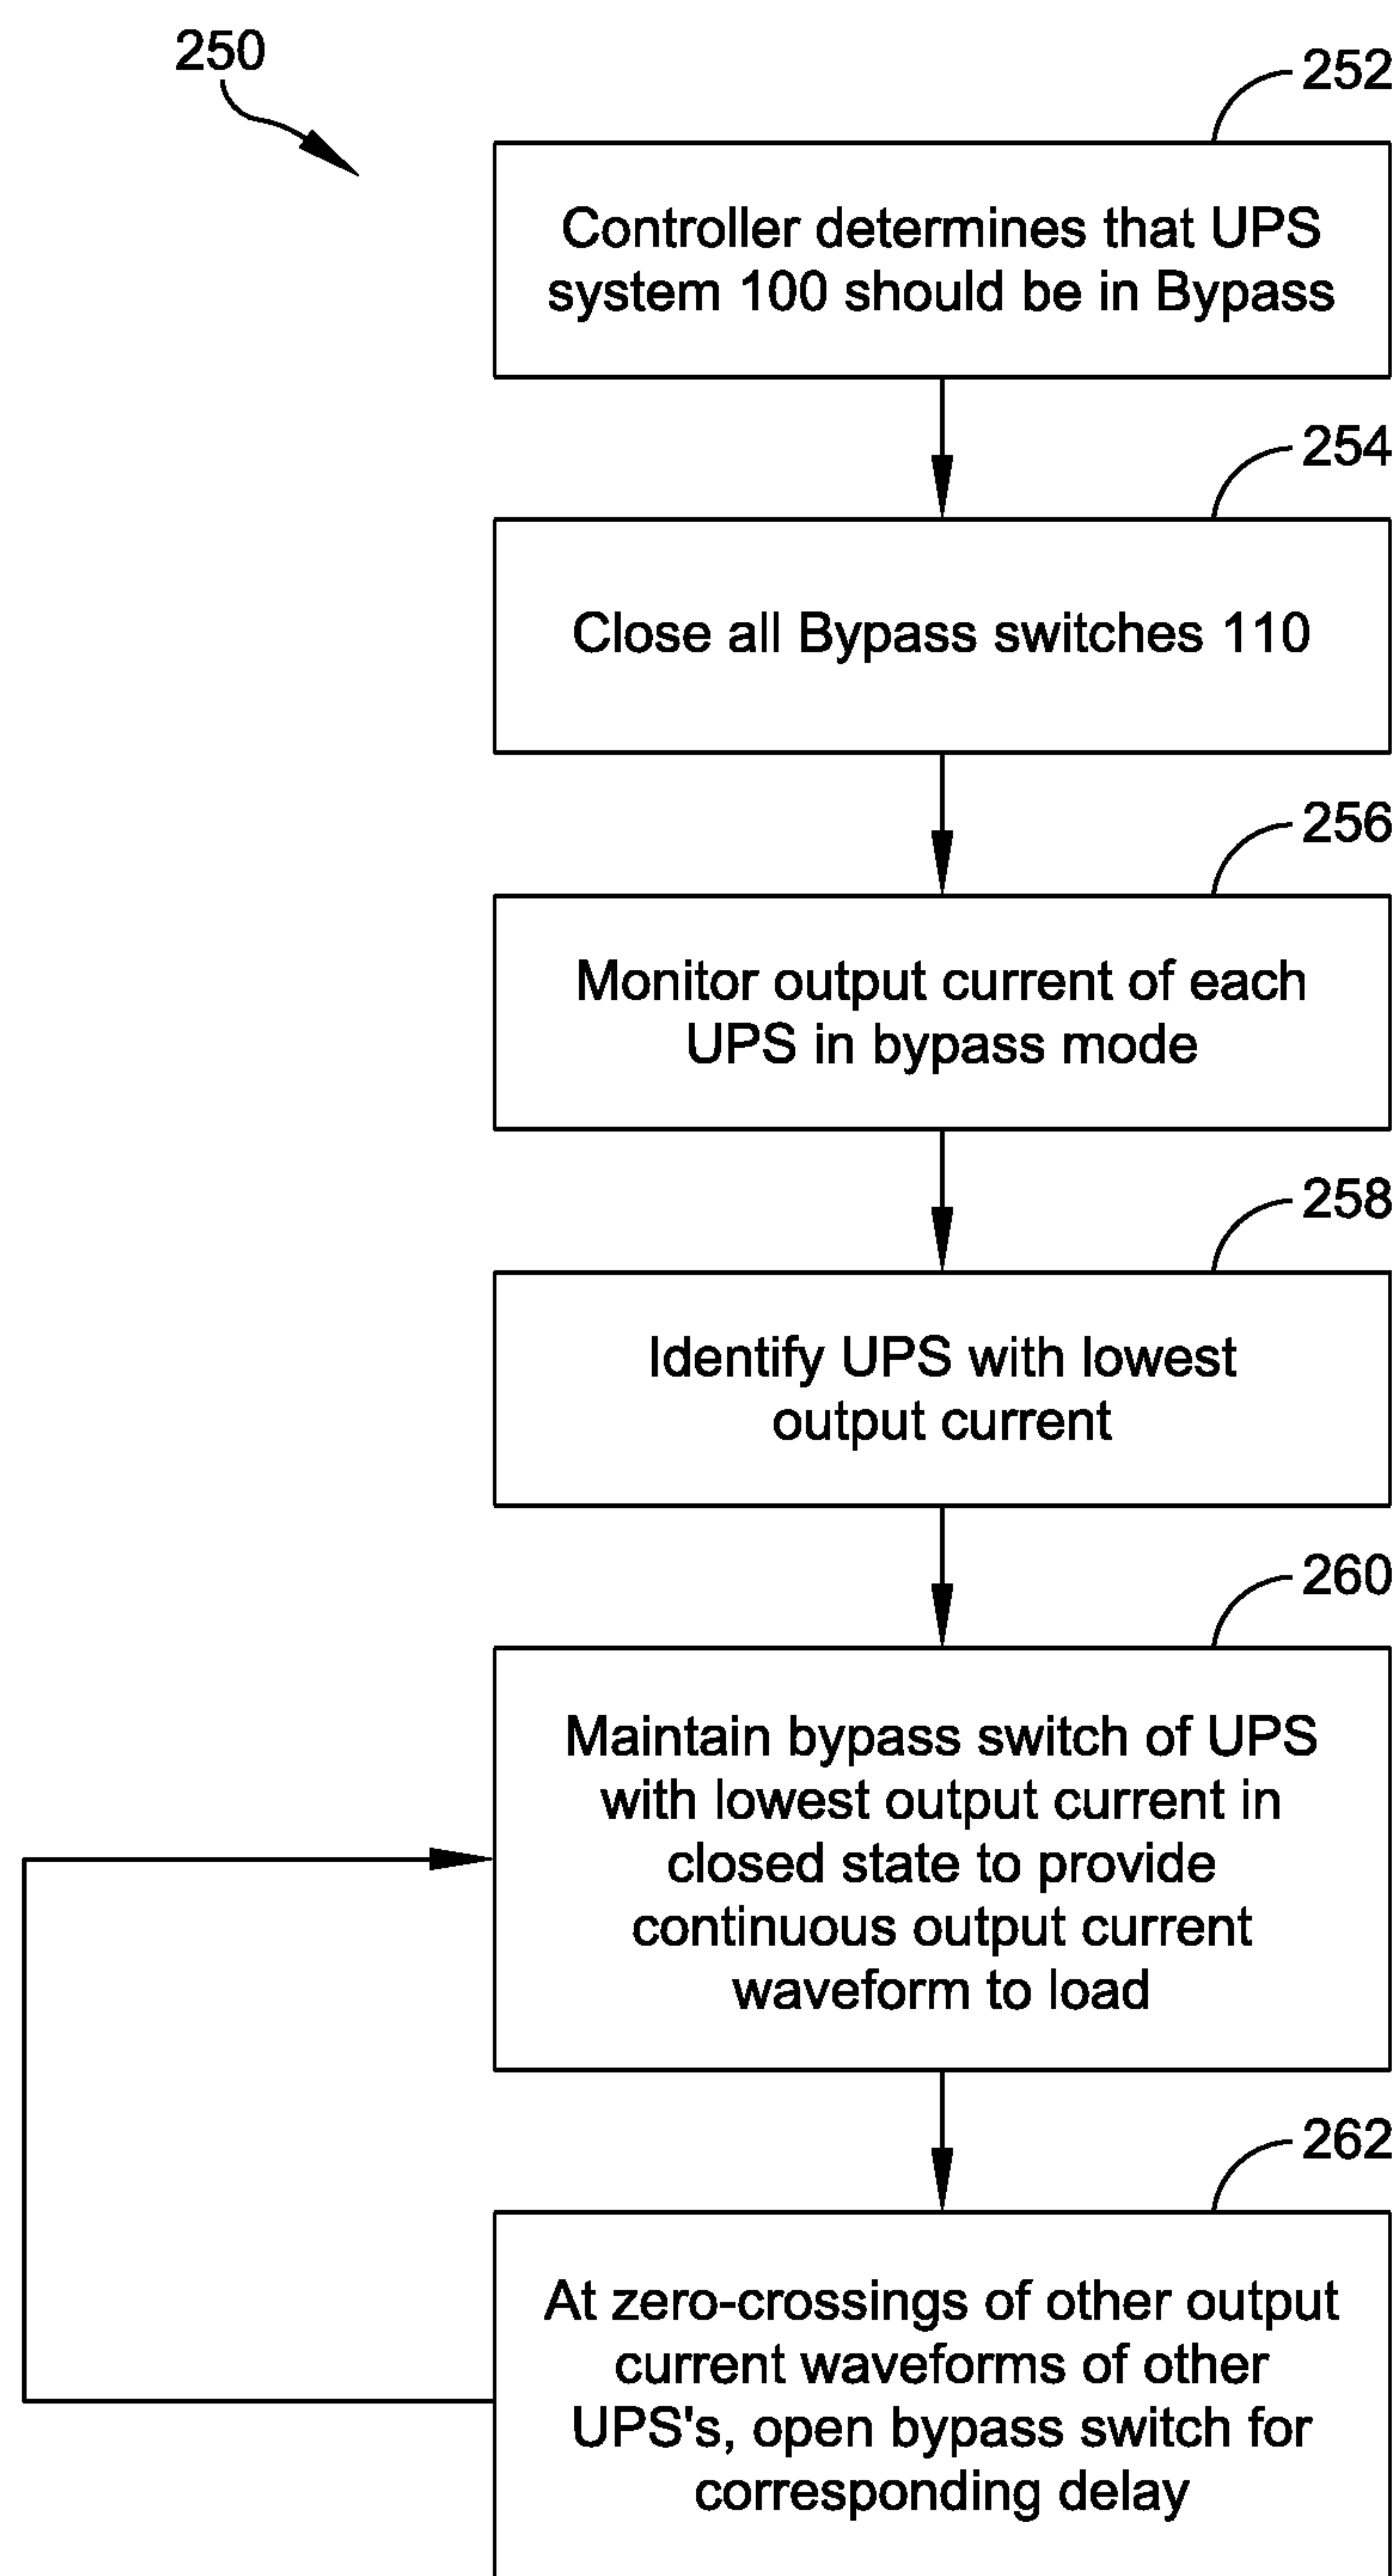 250
252
Controller determines that UPS
system 100 should be in Bypass
254
Close all Bypass switches 110
256
Monitor output current of each
UPS in bypass mode
258
Identify UPS with lowest
output current
260
Maintain bypass switch of UPS
with lowest output current in
closed state to provide
continuous output current
waveform to load
262
At zero-crossings of other output
current waveforms of other
UPS's, open bypass switch for
corresponding delay